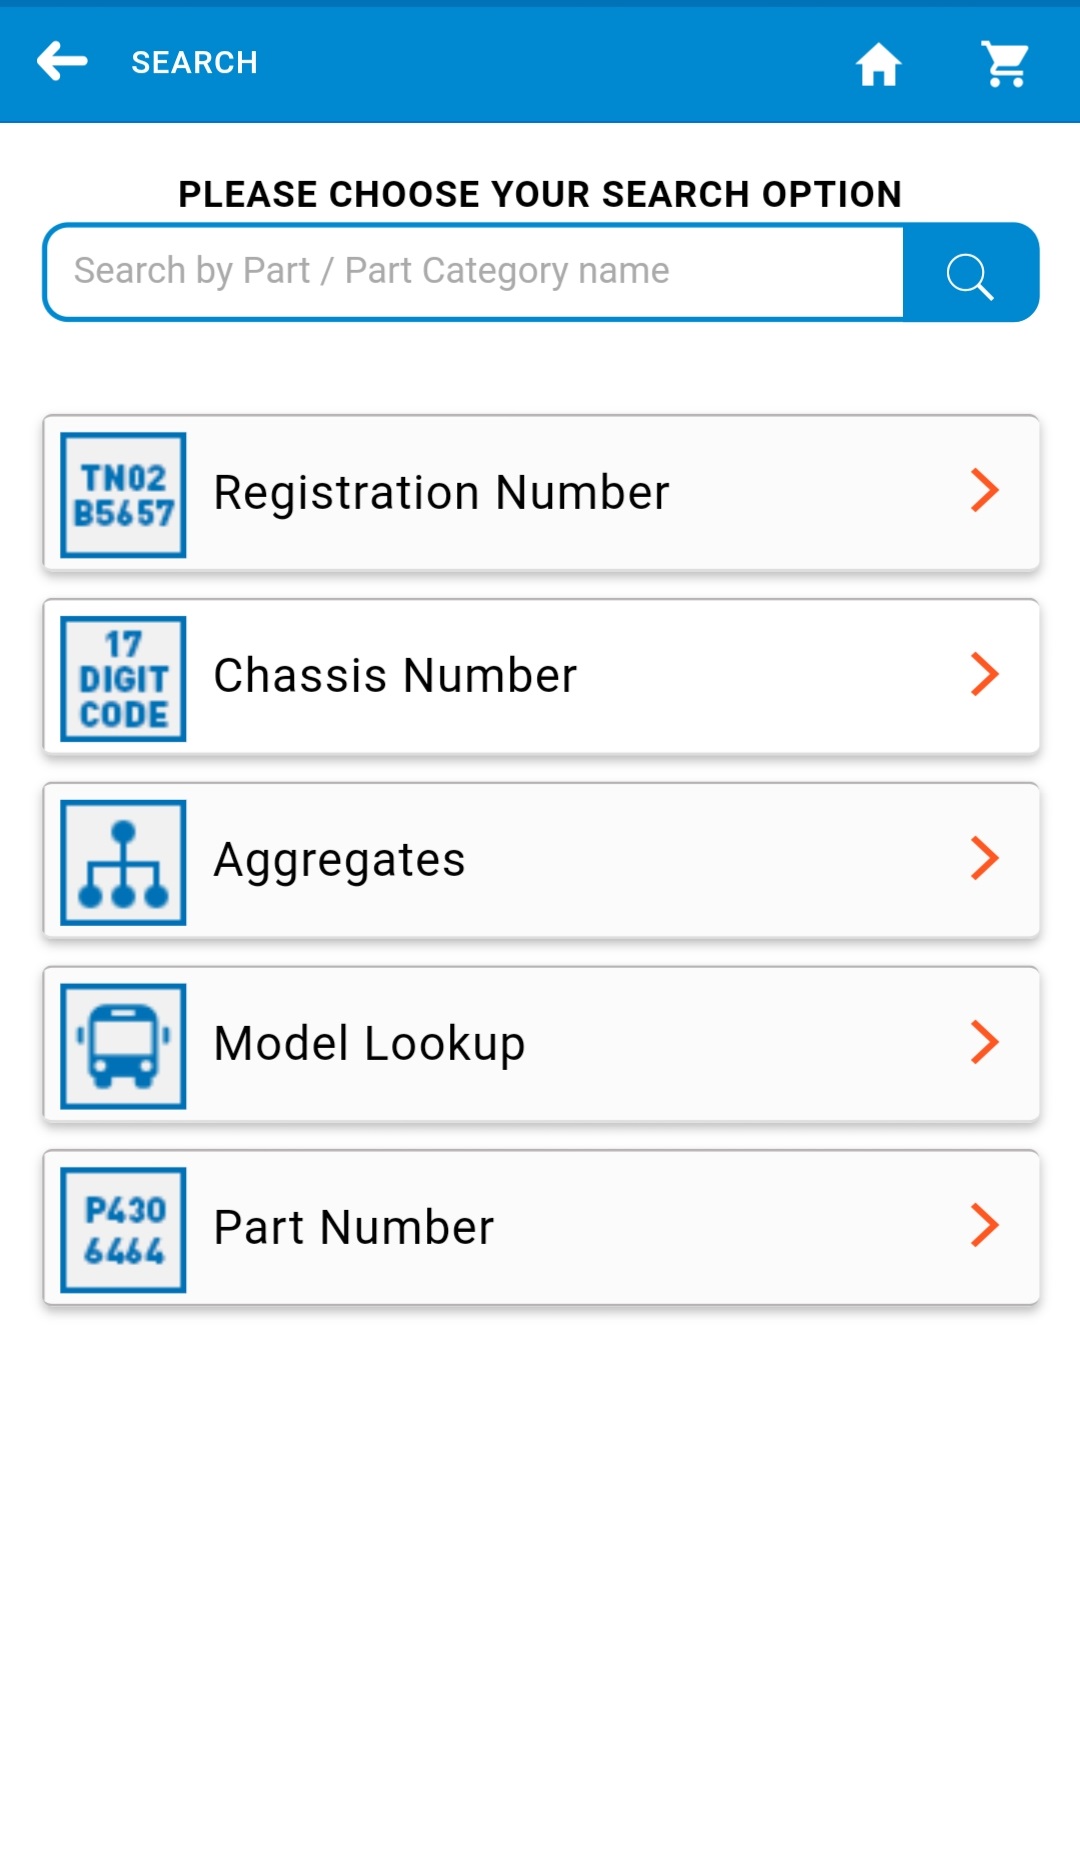 SEARCH
PLEASE CHOOSE YOUR SEARCH OPTION
Search by Part / Part Category name
TN02
B5657
Registration Number
17
DIGIT
CODE
Chassis Number
Aggregates
Model Lookup
P430
6464
Part Number